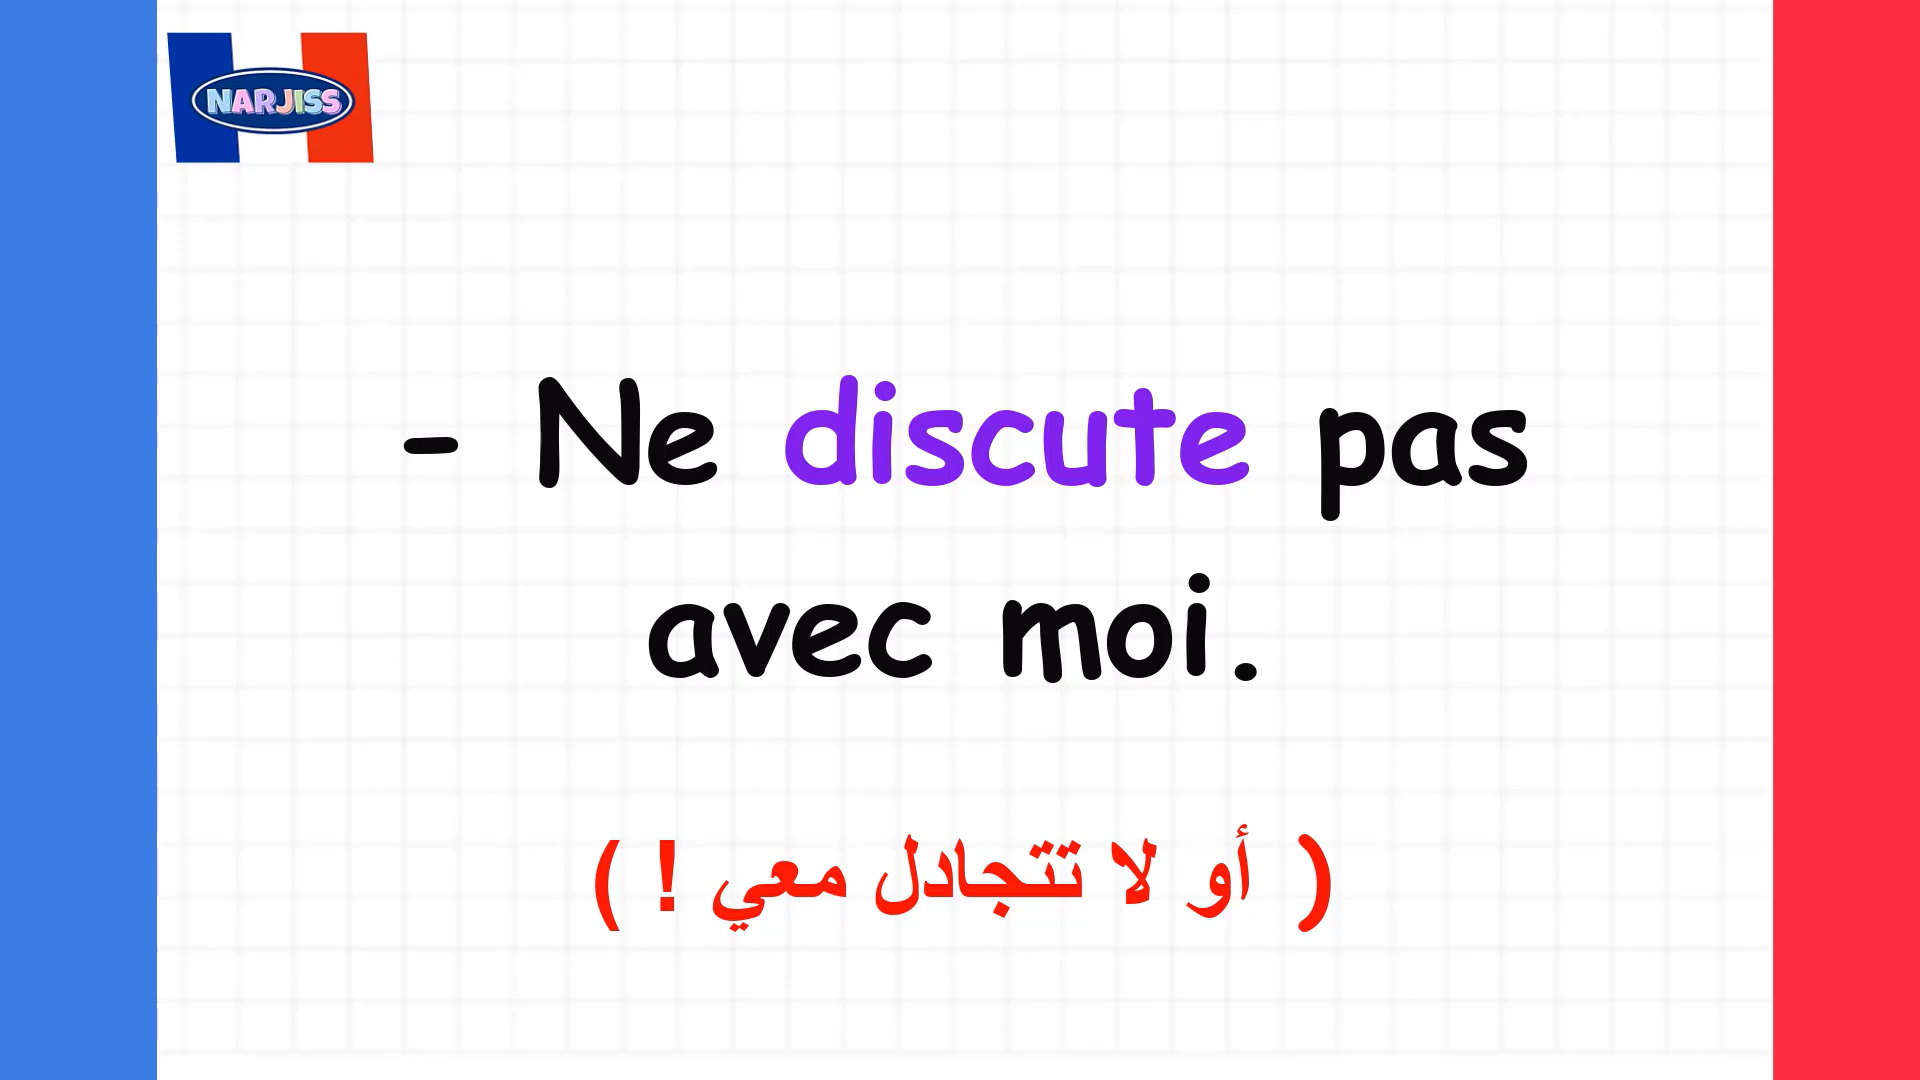 NARJISS
- Ne discute pas
avec moi.
( أو لا تتجادل معي ! )